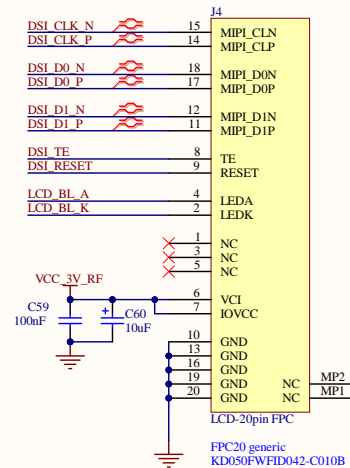 J4
DSI_CLK_N 15 MIPI_CLN
DSI_CLK_P 14 MIPI_CLP
DSI_D0_N 18 MIPI_D0N
DSI_D0_P 17 MIPI_D0P
DSI_D1_N 12 MIPI_D1N
DSI_D1_P 11 MIPI_D1P
DSI_TE 8 TE
DSI_RESET 9 RESET
LCD_BL_A 4 LEDA
LCD_BL_K 2 LEDK
1 NC
3 NC
5 NC
VCC_3V_RF
6 VCI
7 IOVCC
C59
100nF
+ C60
10uF
10 GND
13 GND
16 GND
19 GND NC MP2
20 GND NC MP1
LCD-20pin FPC
FPC20 generic
KD050FWFID042-C010B